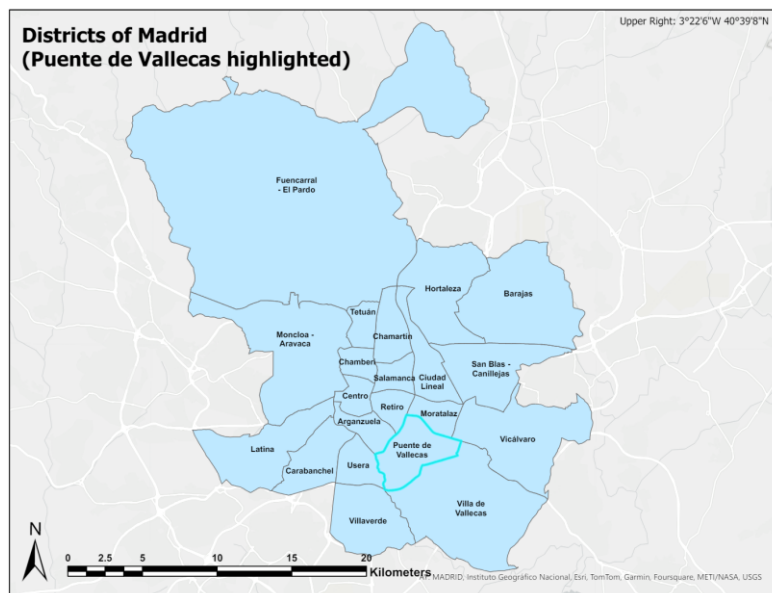 Districts of Madrid
(Puente de Vallecas highlighted)
Upper Right: 3°22'6"W 40°39'8"N
Fuencarral
- El Pardo
Hortaleza
Barajas
Tetuán
Moncloa -
Aravaca
Chamartín
Chamberí
San Blas -
Canillejas
Salamanca
Ciudad
Lineal
Centro
Retiro
Moratalaz
Arganzuela
Vicálvaro
Puente de
Vallecas
Latina
Carabanchel
Usera
Villa de
Vallecas
Villaverde
N
0 2.5 5 10 15 20
Kilometers
MADRID, Instituto Geográfico Nacional, Esri, TomTom, Garmin, Foursquare, METI/NASA, USGS